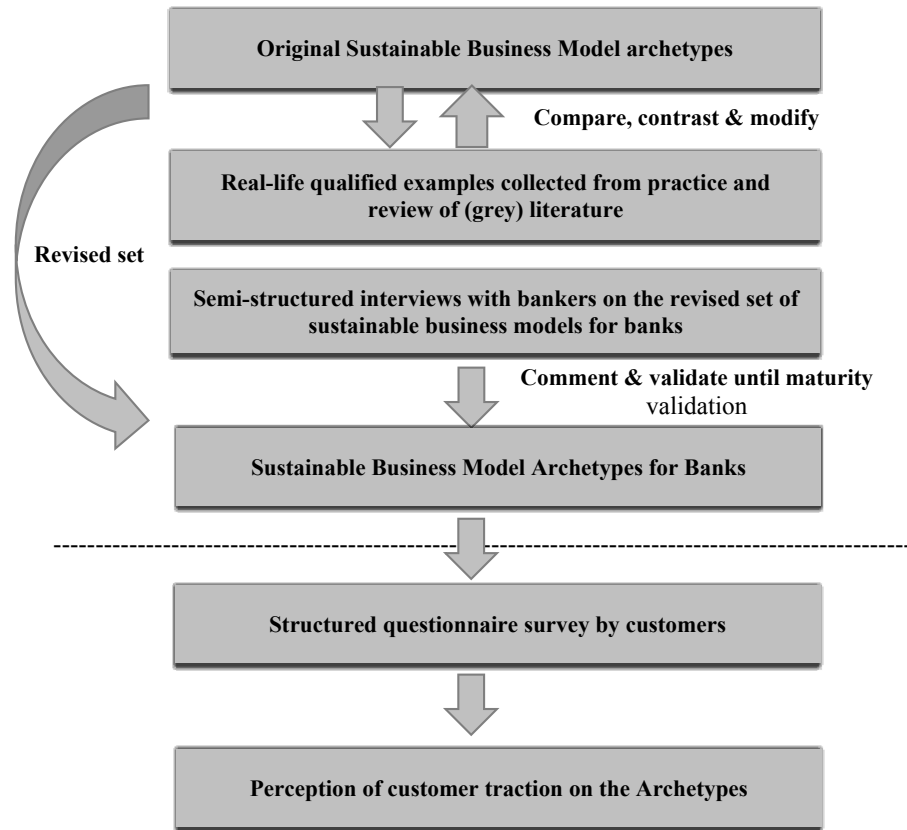 Original Sustainable Business Model archetypes
Compare, contrast & modify
Real-life qualified examples collected from practice and
review of (grey) literature
Revised set
Semi-structured interviews with bankers on the revised set of
sustainable business models for banks
Comment & validate until maturity
validation
Sustainable Business Model Archetypes for Banks
Structured questionnaire survey by customers
Perception of customer traction on the Archetypes